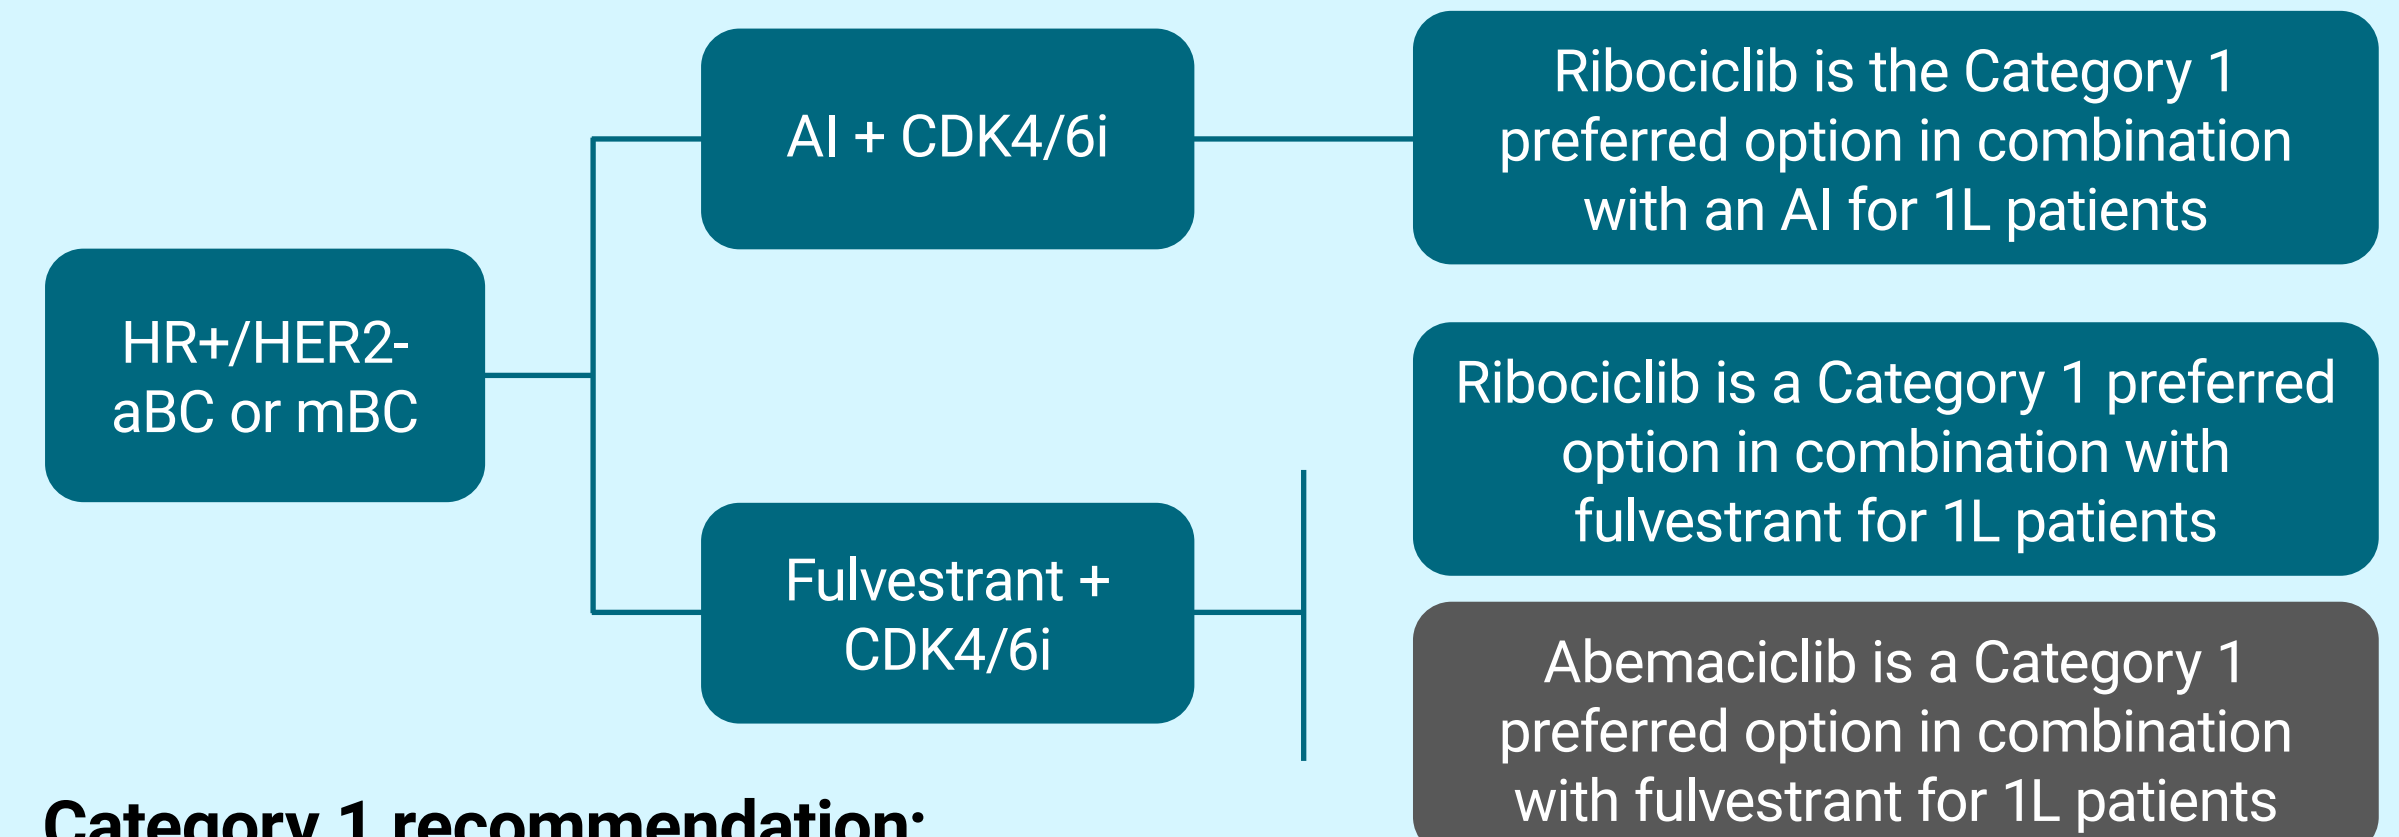 HR+/HER2-
aBC or mBC
AI + CDK4/6i
Ribociclib is the Category 1
preferred option in combination
with an AI for 1L patients
Fulvestrant +
CDK4/6i
Ribociclib is a Category 1 preferred
option in combination with
fulvestrant for 1L patients
Abemaciclib is a Category 1
preferred option in combination
with fulvestrant for 1L patients
Category 1 recommendation: